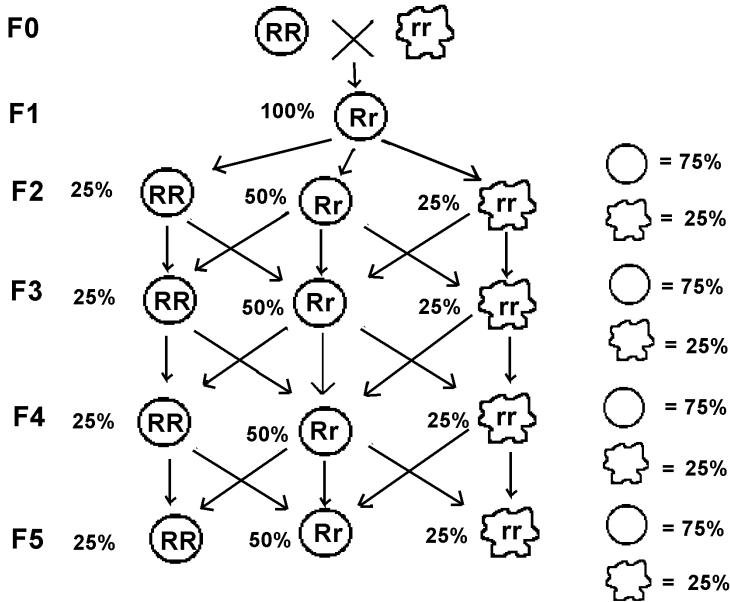 F0 RR rr
F1 100% Rr
= 75%
F2 25% RR 50% Rr 25% rr
= 25%
F3 25% RR 50% Rr 25% rr
= 75%
= 25%
F4 25% RR 50% Rr 25% rr
= 75%
= 25%
F5 25% RR 50% Rr 25% rr
= 75%
= 25%